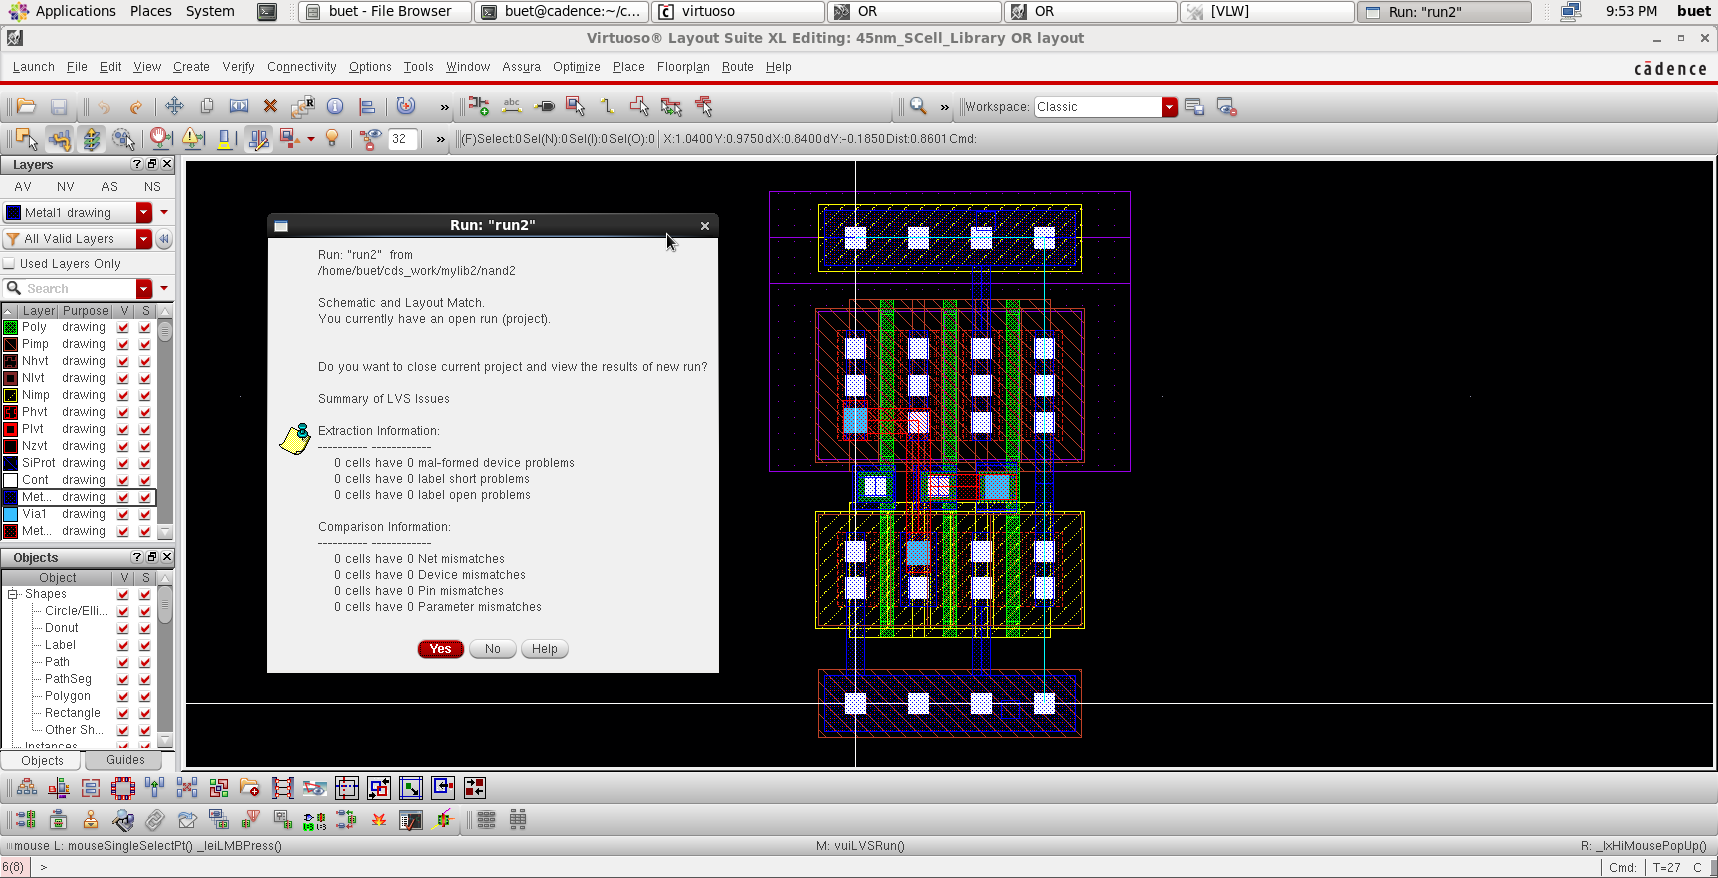 Applications Places System
buet - File Browser
buet@cadence:~/c...
virtuoso
OR
OR
[VLW]
Run: "run2"
9:53 PM buet
Virtuoso® Layout Suite XL Editing: 45nm_SCell_Library OR layout
Launch File Edit View Create Verify Connectivity Options Tools Window Assura Optimize Place Floorplan Route Help
cādence
» abc » Workspace: Classic
32 » (F)Select:0 Sel(N):0 Sel(I):0 Sel(O):0 X:1.0400 Y:0.9750 dX:0.8400 dY:-0.1850 Dist:0.8601 Cmd:
Layers
AV NV AS NS
Metal1 drawing
All Valid Layers
Used Layers Only
Search
Layer Purpose V S
Poly drawing
Pimp drawing
Nhvt drawing
Nlvt drawing
Nimp drawing
Phvt drawing
Plvt drawing
Nzvt drawing
SiProt drawing
Cont drawing
Met... drawing
Via1 drawing
Met... drawing
Objects
Object V S
Shapes
Circle/Elli...
Donut
Label
Path
PathSeg
Polygon
Rectangle
Other Sh...
Instances
Objects Guides
Run: "run2"
Run: "run2" from
/home/buet/cds_work/mylib2/nand2
Schematic and Layout Match.
You currently have an open run (project).
Do you want to close current project and view the results of new run?
Summary of LVS Issues
Extraction Information:
---------- ------------
0 cells have 0 mal-formed device problems
0 cells have 0 label short problems
0 cells have 0 label open problems
Comparison Information:
---------- ------------
0 cells have 0 Net mismatches
0 cells have 0 Device mismatches
0 cells have 0 Pin mismatches
0 cells have 0 Parameter mismatches
Yes No Help
mouse L: mouseSingleSelectPt() _leiLMBPress() M: vuiLVSRun() R: _lxHiMousePopUp()
6(8) > Cmd: T=27 C